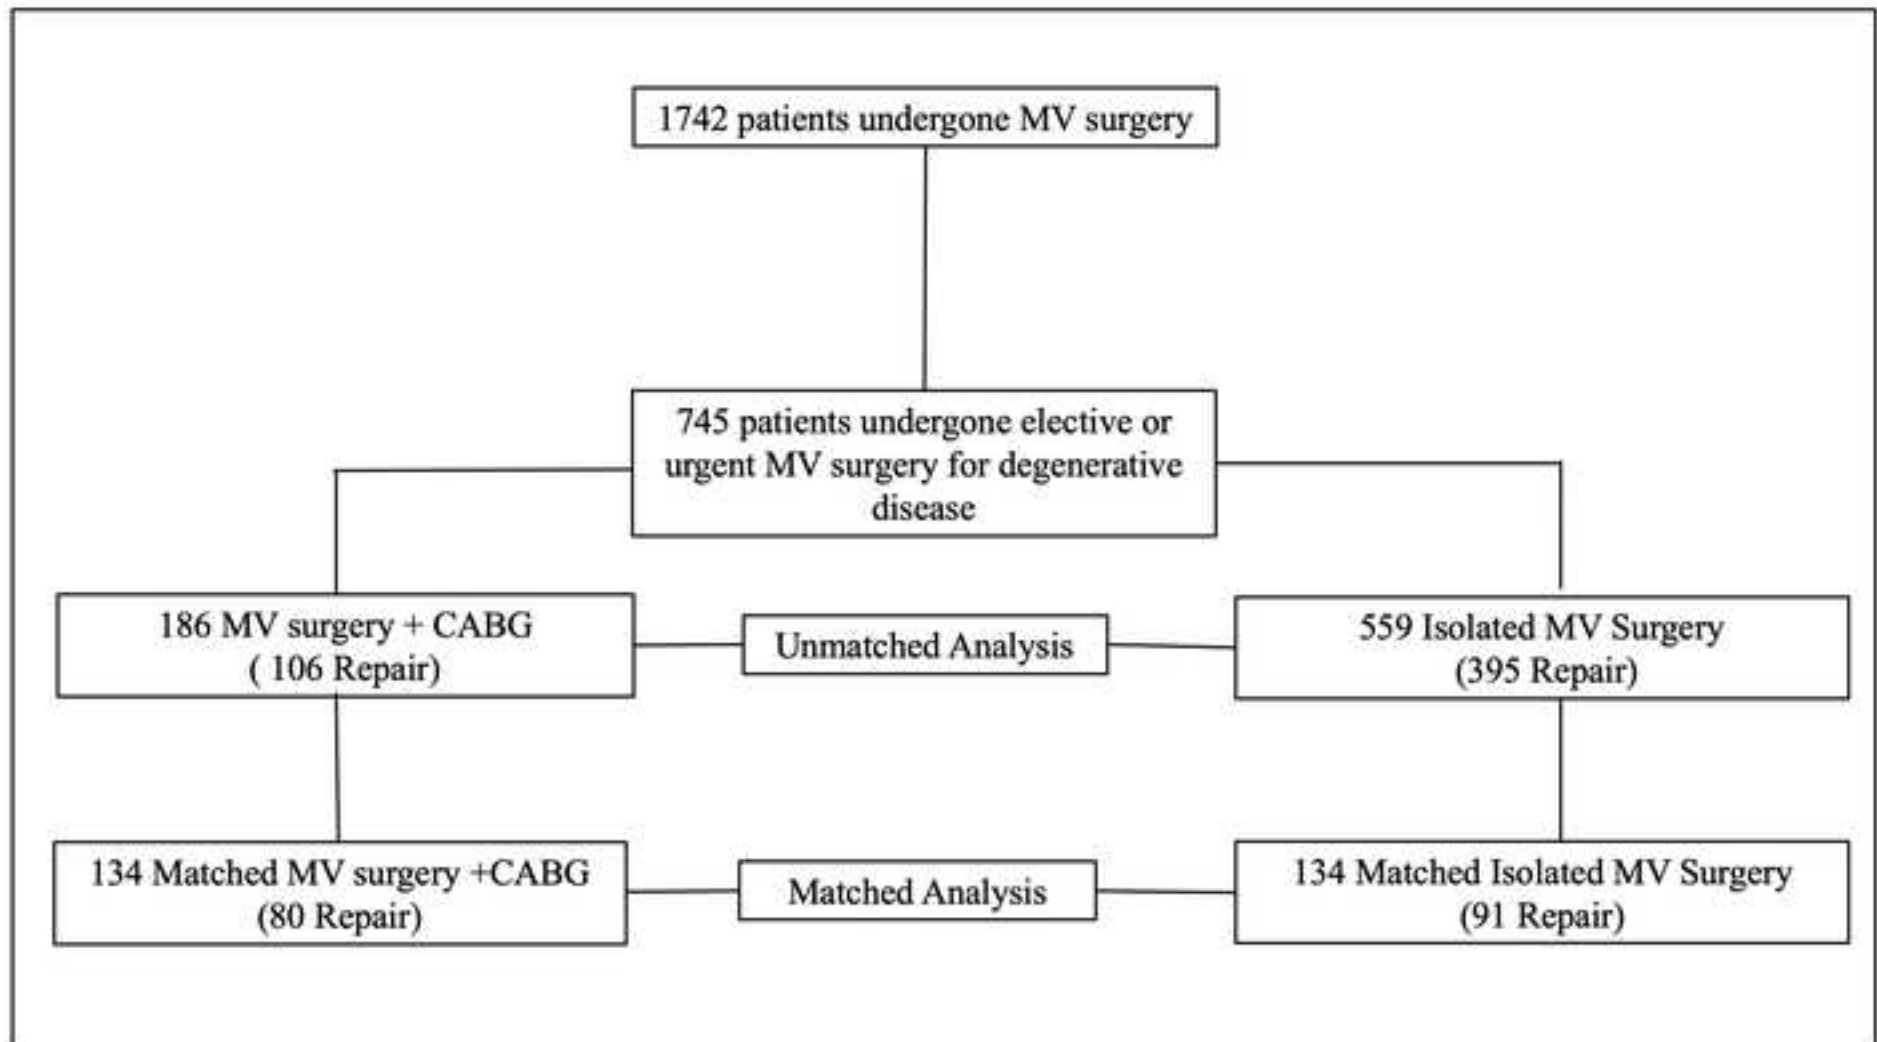 1742 patients undergone MV surgery
745 patients undergone elective or
urgent MV surgery for degenerative
disease
186 MV surgery + CABG
( 106 Repair)
Unmatched Analysis
559 Isolated MV Surgery
(395 Repair)
134 Matched MV surgery +CABG
(80 Repair)
Matched Analysis
134 Matched Isolated MV Surgery
(91 Repair)